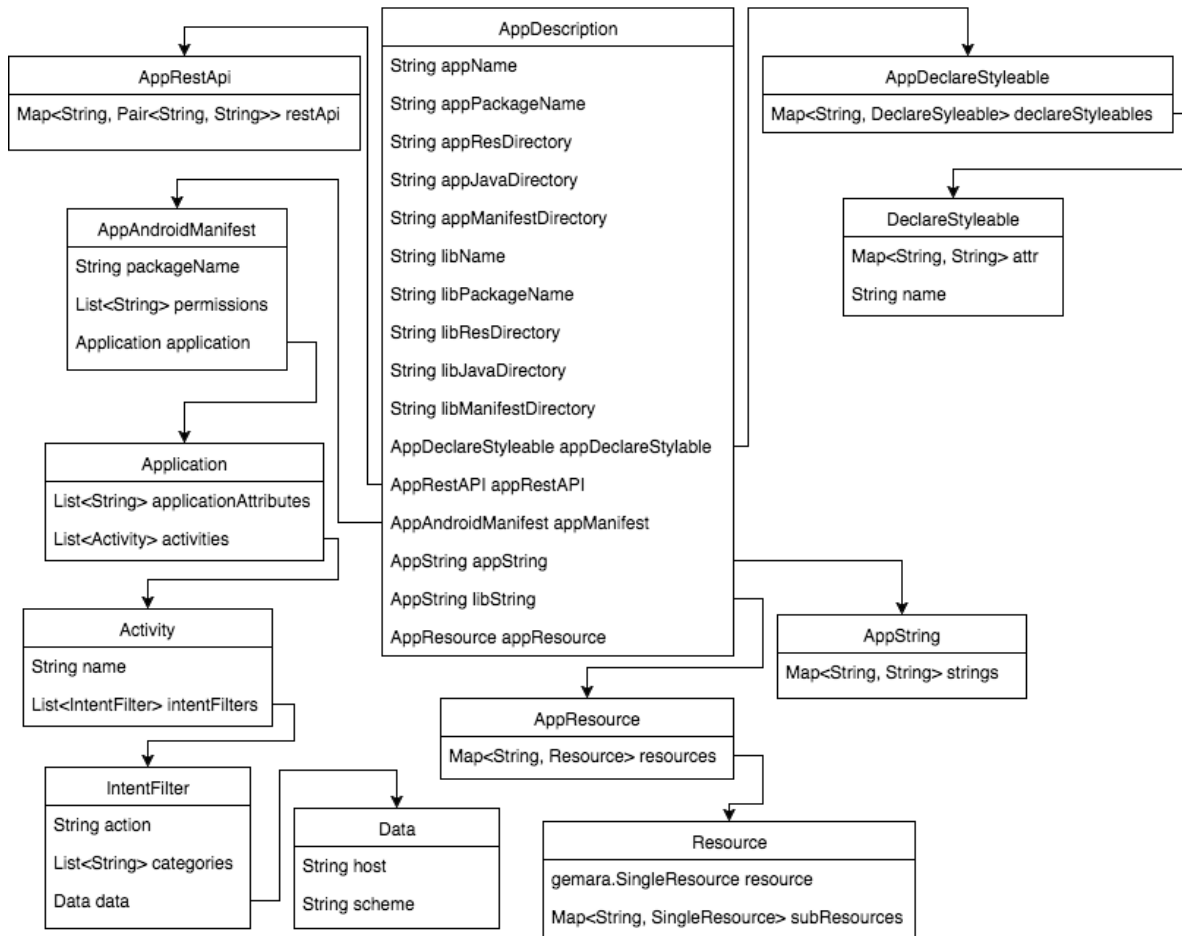 AppDescription
String appName
String appPackageName
String appResDirectory
String appJavaDirectory
String appManifestDirectory
String libName
String libPackageName
String libResDirectory
String libJavaDirectory
String libManifestDirectory
AppDeclareStyleable appDeclareStylable
AppRestAPI appRestAPI
AppAndroidManifest appManifest
AppString appString
AppString libString
AppResource appResource
AppRestApi
Map<String, Pair<String, String>> restApi
AppAndroidManifest
String packageName
List<String> permissions
Application application
Application
List<String> applicationAttributes
List<Activity> activities
Activity
String name
List<IntentFilter> intentFilters
IntentFilter
String action
List<String> categories
Data data
Data
String host
String scheme
AppDeclareStyleable
Map<String, DeclareSyleable> declareStyleables
DeclareStyleable
Map<String, String> attr
String name
AppString
Map<String, String> strings
AppResource
Map<String, Resource> resources
Resource
gemara.SingleResource resource
Map<String, SingleResource> subResources